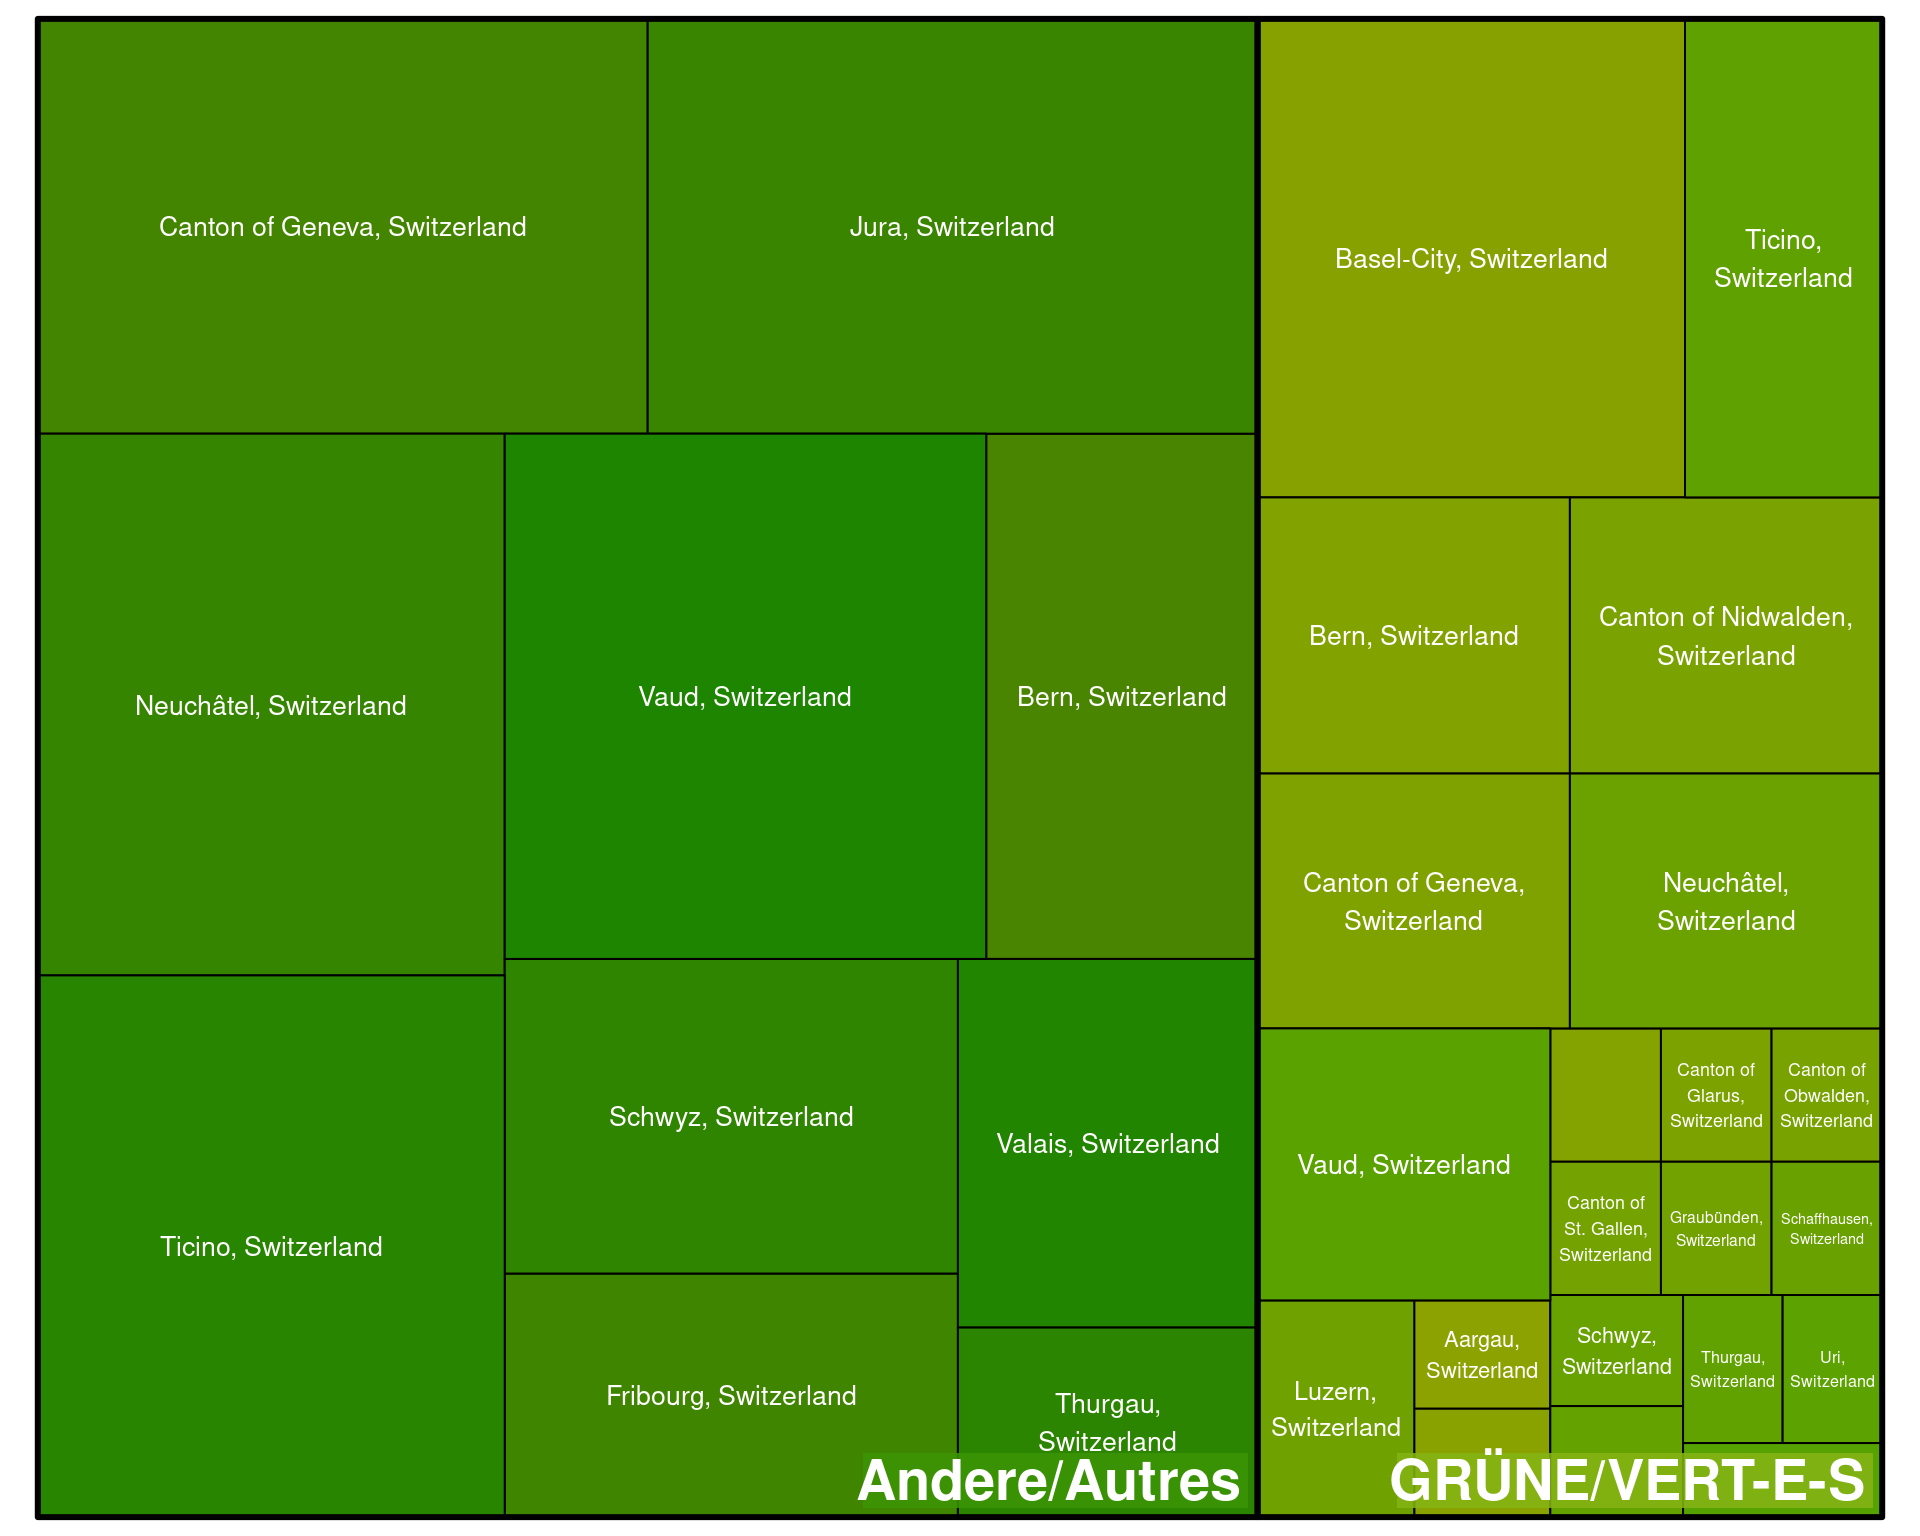 Canton of Geneva, Switzerland
Jura, Switzerland
Neuchâtel, Switzerland
Vaud, Switzerland
Bern, Switzerland
Ticino, Switzerland
Schwyz, Switzerland
Valais, Switzerland
Fribourg, Switzerland
Thurgau,
Switzerland
Andere/Autres
Basel-City, Switzerland
Ticino,
Switzerland
Bern, Switzerland
Canton of Nidwalden,
Switzerland
Canton of Geneva,
Switzerland
Neuchâtel,
Switzerland
Vaud, Switzerland
Canton of
Glarus,
Switzerland
Canton of
Obwalden,
Switzerland
Canton of
St. Gallen,
Switzerland
Graubünden,
Switzerland
Schaffhausen,
Switzerland
Luzern,
Switzerland
Aargau,
Switzerland
Schwyz,
Switzerland
Thurgau,
Switzerland
Uri,
Switzerland
GRÜNE/VERT-E-S